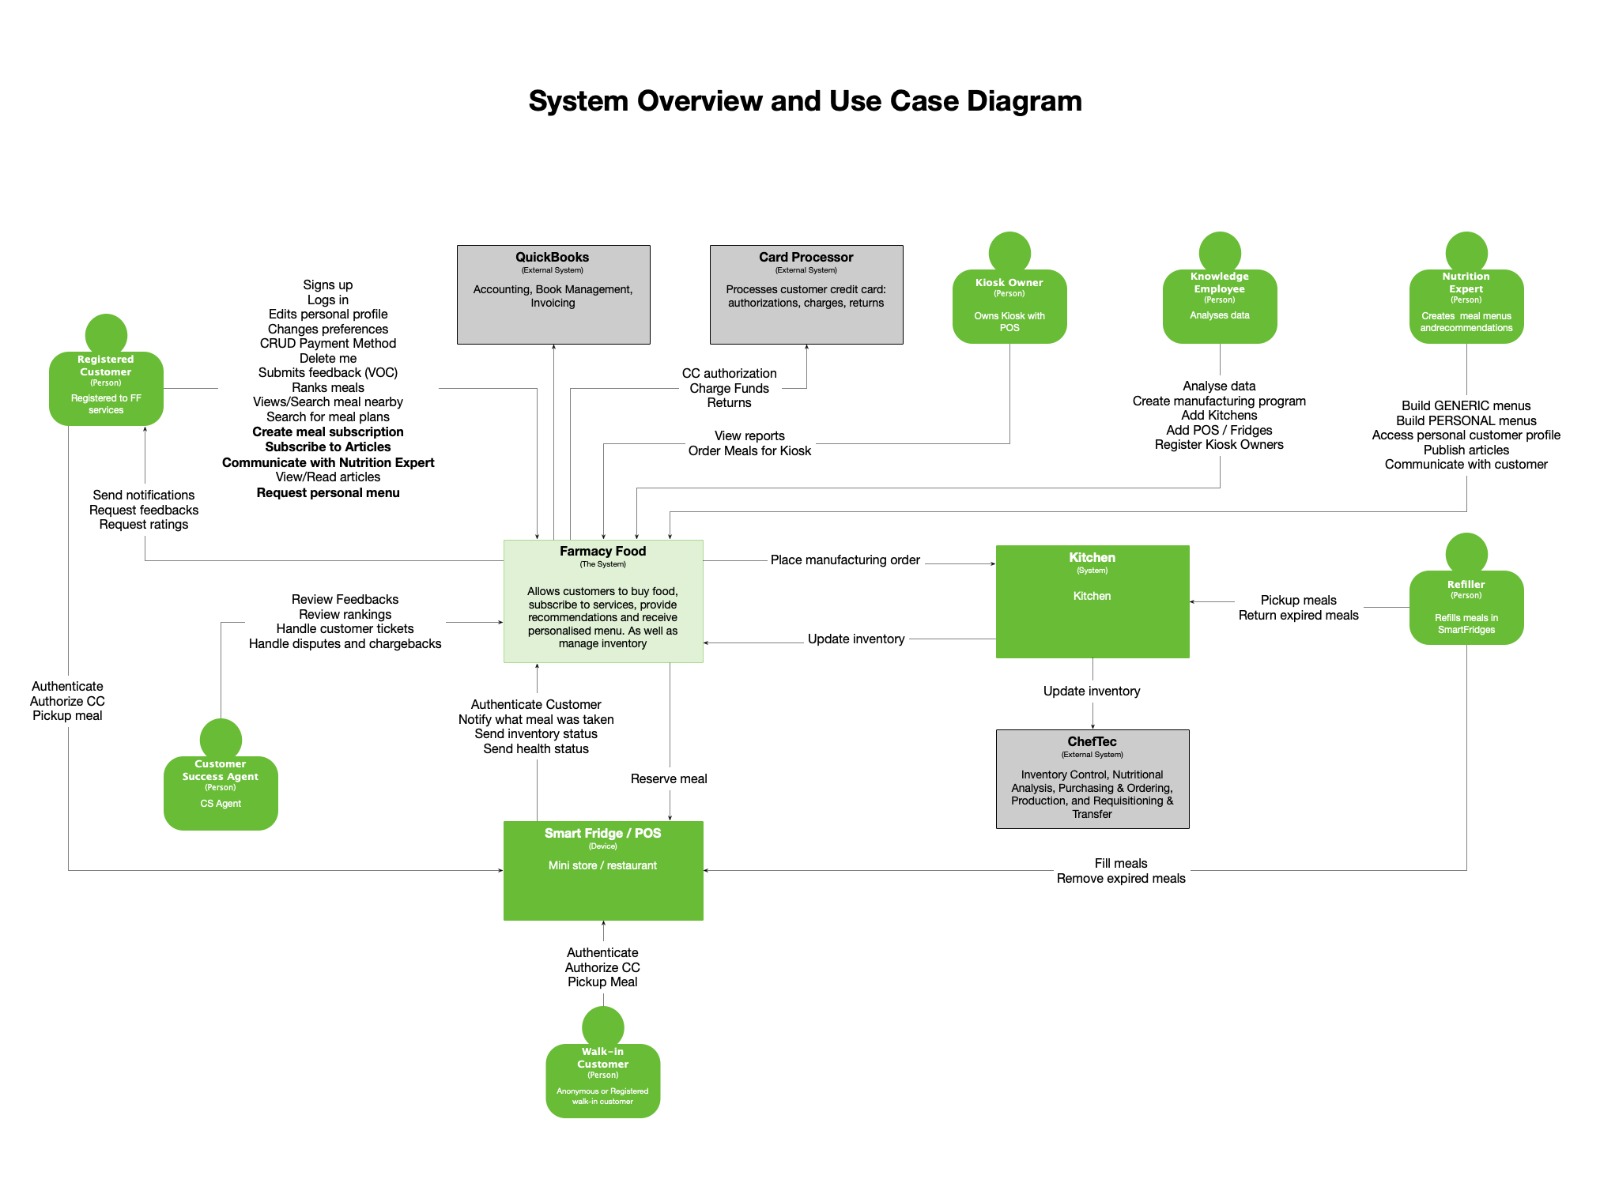 System Overview and Use Case Diagram
Signs up
Logs in
Edits personal profile
Changes preferences
CRUD Payment Method
Delete me
Submits feedback (VOC)
Ranks meals
Views/Search meal nearby
Search for meal plans
Create meal subscription
Subscribe to Articles
Communicate with Nutrition Expert
View/Read articles
Request personal menu
QuickBooks
(External System)
Accounting, Book Management,
Invoicing
Card Processor
(External System)
Processes customer credit card:
authorizations, charges, returns
Kiosk Owner
(Person)
Owns Kiosk with
POS
Knowledge
Employee
(Person)
Analyses data
Nutrition
Expert
(Person)
Creates meal menus
andrecommendations
Registered
Customer
(Person)
Registered to FF
services
CC authorization
Charge Funds
Returns
View reports
Order Meals for Kiosk
Analyse data
Create manufacturing program
Add Kitchens
Add POS / Fridges
Register Kiosk Owners
Build GENERIC menus
Build PERSONAL menus
Access personal customer profile
Publish articles
Communicate with customer
Send notifications
Request feedbacks
Request ratings
Farmacy Food
(The System)
Allows customers to buy food,
subscribe to services, provide
recommendations and receive
personalised menu. As well as
manage inventory
Place manufacturing order
Kitchen
(System)
Kitchen
Refiller
(Person)
Refills meals in
SmartFridges
Pickup meals
Return expired meals
Review Feedbacks
Review rankings
Handle customer tickets
Handle disputes and chargebacks
Update inventory
Authenticate
Authorize CC
Pickup meal
Authenticate Customer
Notify what meal was taken
Send inventory status
Send health status
Update inventory
Customer
Success Agent
(Person)
CS Agent
Reserve meal
ChefTec
(External System)
Inventory Control, Nutritional
Analysis, Purchasing & Ordering,
Production, and Requisitioning &
Transfer
Smart Fridge / POS
(Device)
Mini store / restaurant
Fill meals
Remove expired meals
Authenticate
Authorize CC
Pickup Meal
Walk-in
Customer
(Person)
Anonymous or Registered
walk-in customer